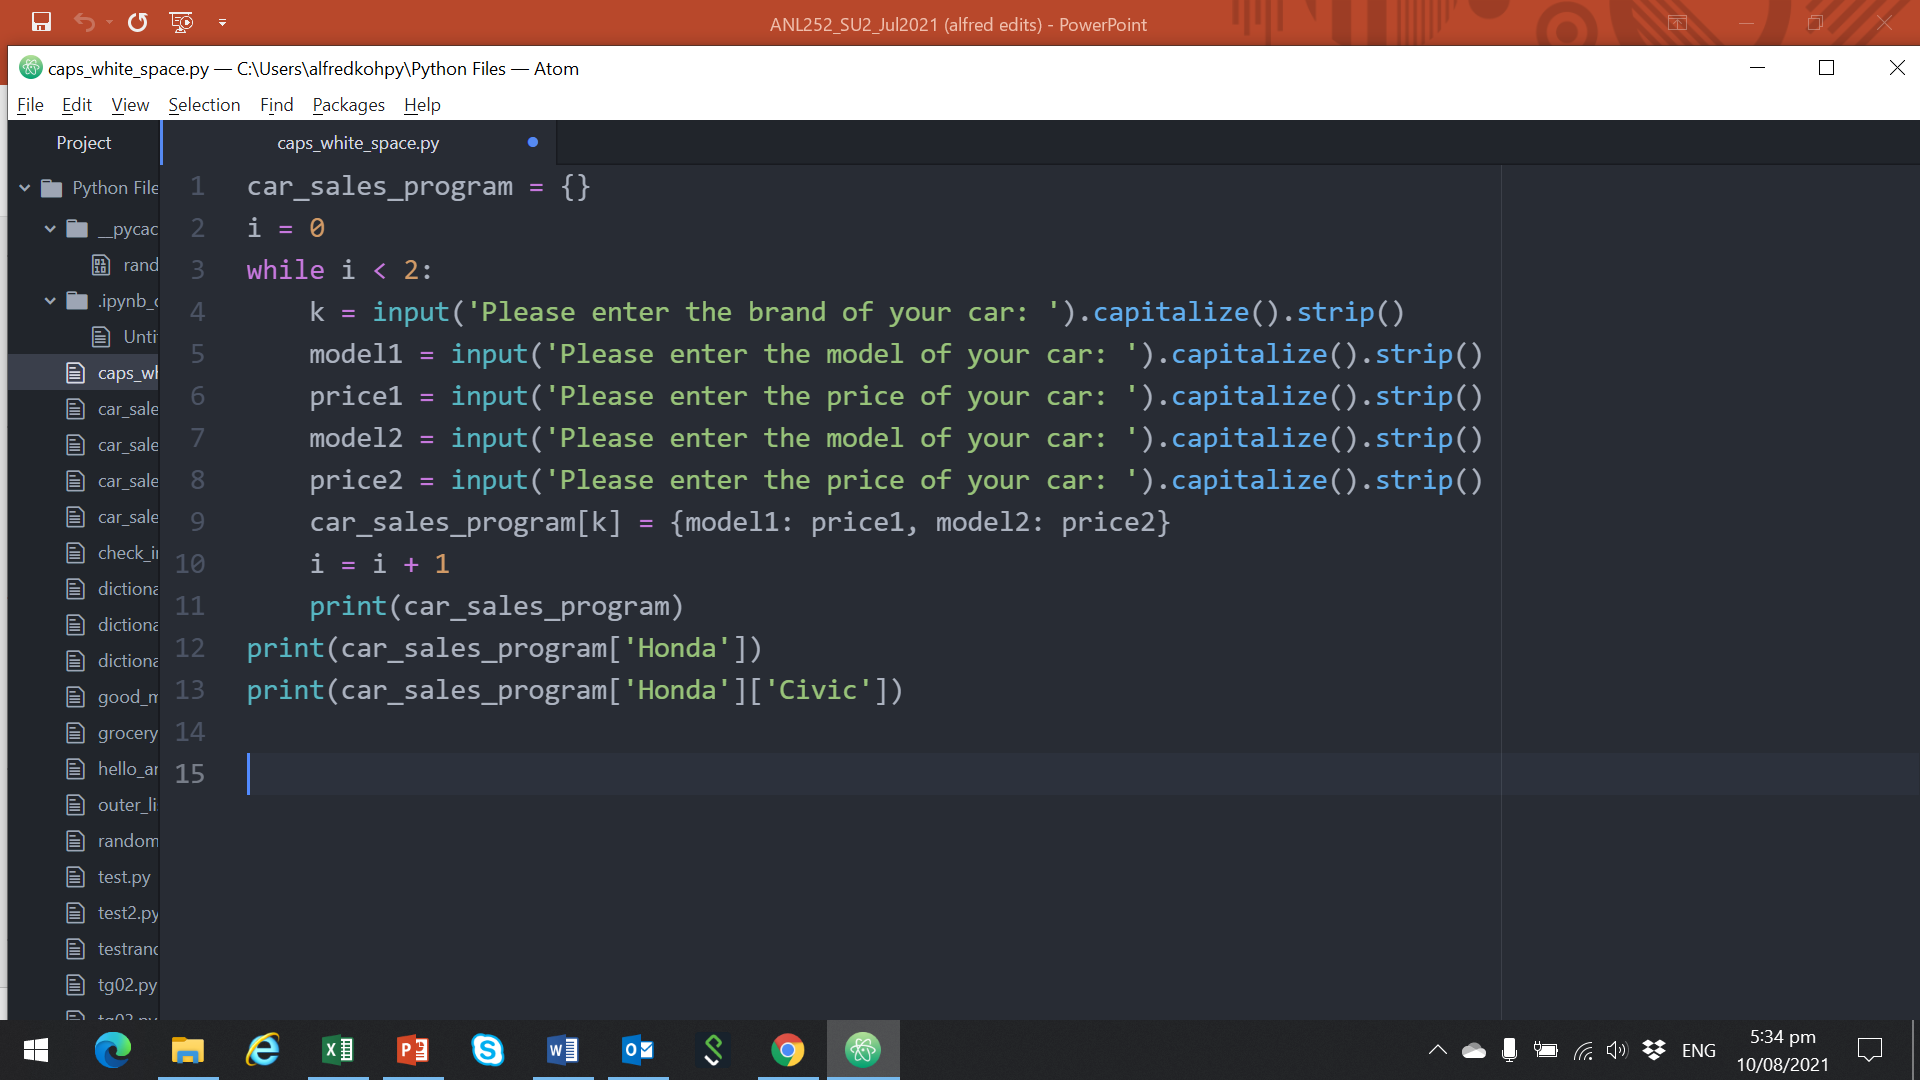 ANL252_SU2_Jul2021 (alfred edits) - PowerPoint
caps_white_space.py — C:\Users\alfredkohpy\Python Files — Atom
File Edit View Selection Find Packages Help
Project
caps_white_space.py
Python File
__pycac
rand
.ipynb_c
Unti
caps_wh
car_sale
car_sale
car_sale
car_sale
check_i
dictiona
dictiona
dictiona
good_m
grocery
hello_a
outer_li
random
test.py
test2.py
testrand
tg02.py
1 car_sales_program = {}
2 i = 0
3 while i < 2:
4 k = input('Please enter the brand of your car: ').capitalize().strip()
5 model1 = input('Please enter the model of your car: ').capitalize().strip()
6 price1 = input('Please enter the price of your car: ').capitalize().strip()
7 model2 = input('Please enter the model of your car: ').capitalize().strip()
8 price2 = input('Please enter the price of your car: ').capitalize().strip()
9 car_sales_program[k] = {model1: price1, model2: price2}
10 i = i + 1
11 print(car_sales_program)
12 print(car_sales_program['Honda'])
13 print(car_sales_program['Honda']['Civic'])
14
15
ENG
5:34 pm
10/08/2021